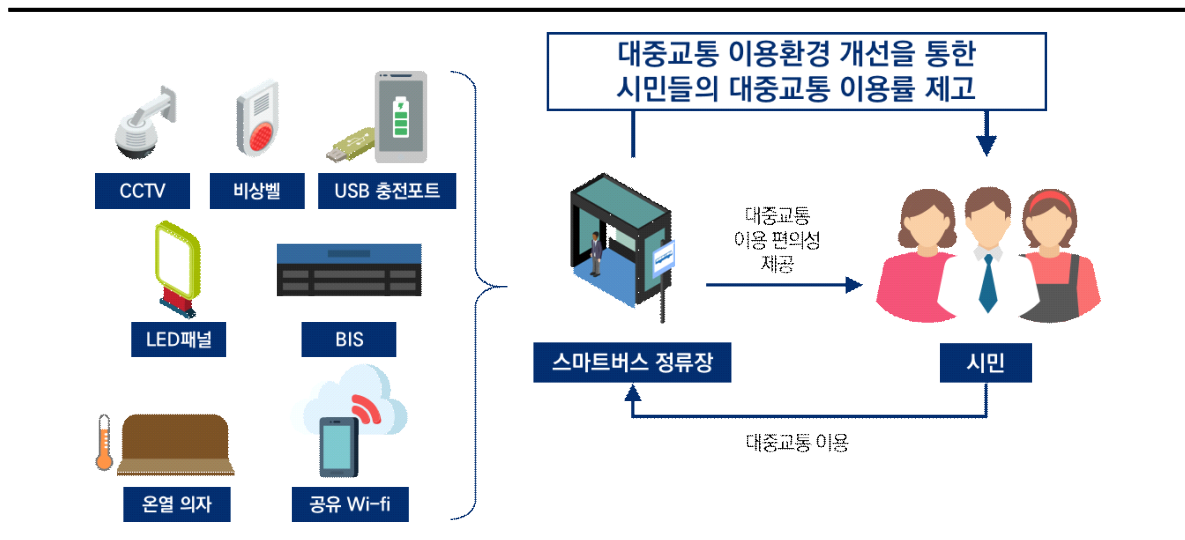 대중교통 이용환경 개선을 통한
시민들의 대중교통 이용률 제고
CCTV
비상벨
USB 충전포트
LED패널
BIS
온열 의자
공유 Wi-fi
스마트버스 정류장
대중교통
이용 편의성
제공
시민
대중교통 이용